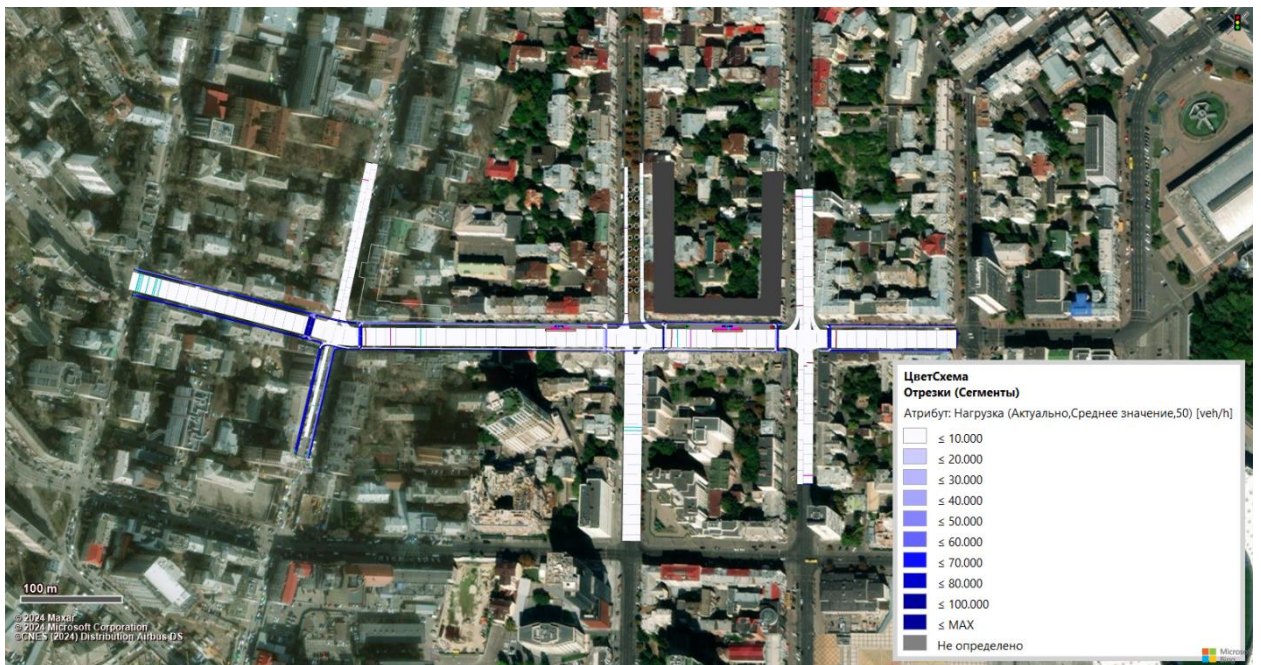 ЦветСхема
Отрезки (Сегменты)
Атрибут: Нагрузка (Актуально,Среднее значение,50) [veh/h]
≤ 10.000
≤ 20.000
≤ 30.000
≤ 40.000
≤ 50.000
≤ 60.000
≤ 70.000
≤ 80.000
≤ 100.000
≤ MAX
Не определено
100 m
© 2024 Maxar
© 2024 Microsoft Corporation
©CNES (2024) Distribution Airbus DS